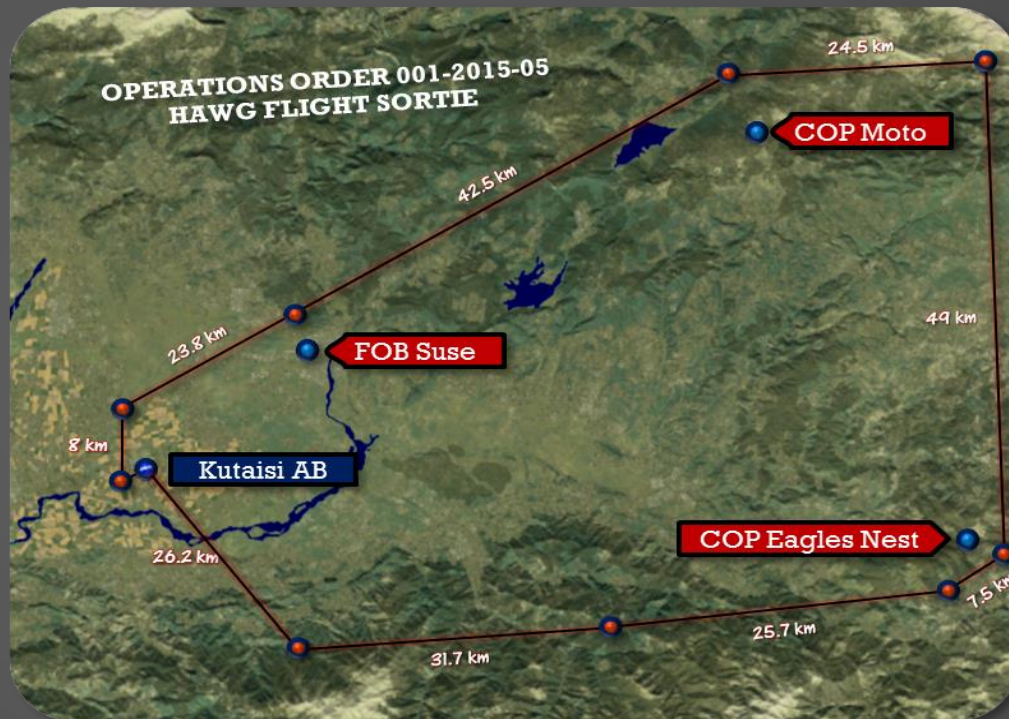 OPERATIONS ORDER 001-2015-05
HAWG FLIGHT SORTIE
24.5 km
COP Moto
42.5 km
49 km
23.8 km
FOB Suse
8 km
Kutaisi AB
COP Eagles Nest
26.2 km
7.5 km
25.7 km
31.7 km